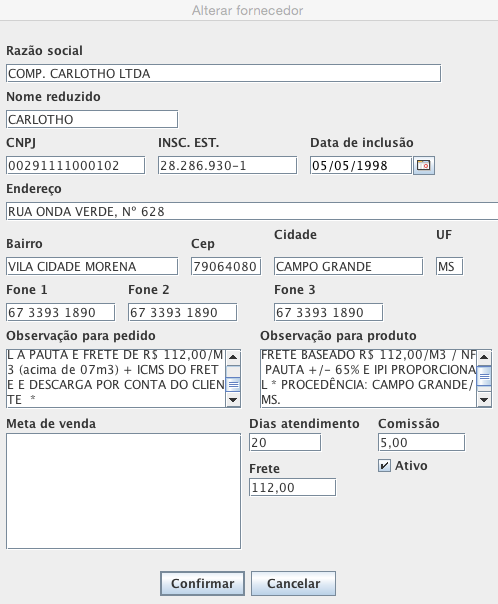 Alterar fornecedor
Razão social
COMP. CARLOTHO LTDA
Nome reduzido
CARLOTHO
CNPJ INSC. EST. Data de inclusão
00291111000102 28.286.930-1 05/05/1998
Endereço
RUA ONDA VERDE, Nº 628
Bairro Cep Cidade UF
VILA CIDADE MORENA 79064080 CAMPO GRANDE MS
Fone 1 Fone 2 Fone 3
67 3393 1890 67 3393 1890 67 3393 1890
Observação para pedido
L A PAUTA E FRETE DE R$ 112,00/M
3 (acima de 07m3) + ICMS DO FRET
E E DESCARGA POR CONTA DO CLIEN
TE *
Observação para produto
FRETE BASEADO R$ 112,00/M3 / NF
PAUTA +/- 65% E IPI PROPORCIONA
L * PROCEDÊNCIA: CAMPO GRANDE/
MS.
Meta de venda Dias atendimento Comissão
20 5,00
Frete Ativo
112,00
Confirmar Cancelar